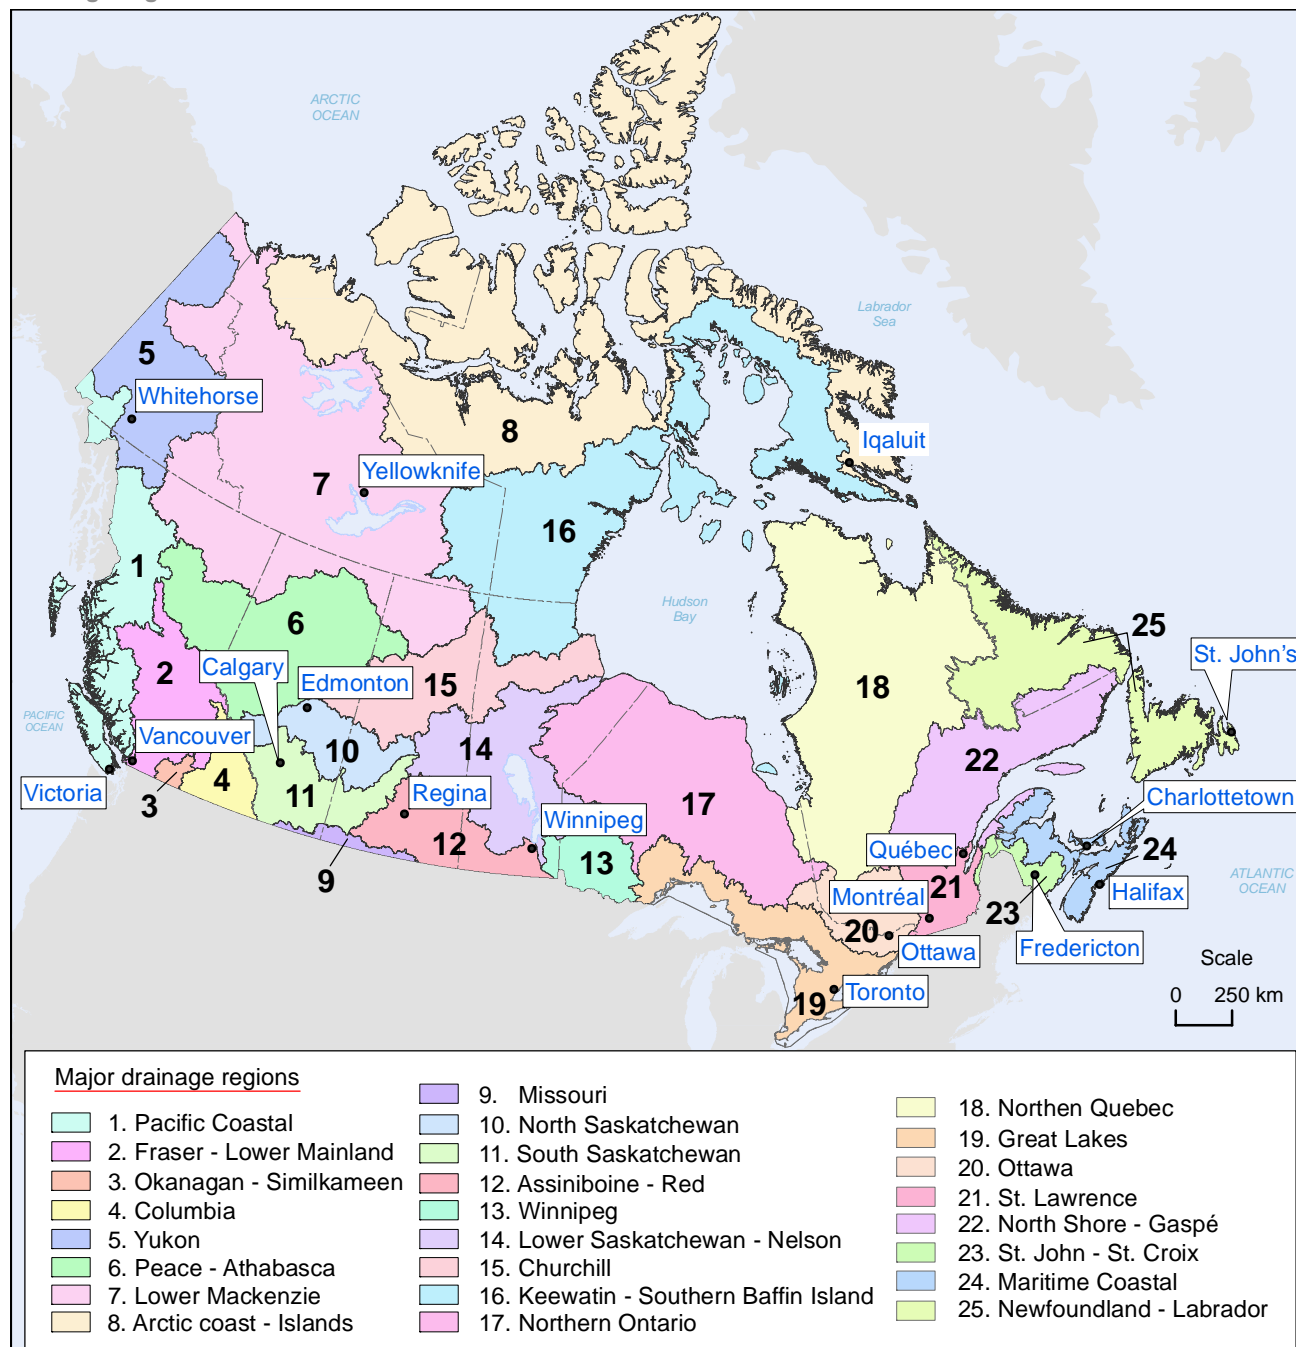 ARCTIC
OCEAN
Labrador
Sea
5
Whitehorse
8
Iqaluit
Yellowknife
7
16
1
Hudson
Bay
6
25
St. John's
Calgary
2
Edmonton
15
18
PACIFIC
OCEAN
Vancouver
10
14
22
4
Victoria
3
11
Regina
17
Charlottetown
Winnipeg
12
13
9
Québec
24
ATLANTIC
OCEAN
21
Montréal
Halifax
23
20
Ottawa
Fredericton
Scale
19
Toronto
0 250 km
Major drainage regions
1. Pacific Coastal
2. Fraser - Lower Mainland
3. Okanagan - Similkameen
4. Columbia
5. Yukon
6. Peace - Athabasca
7. Lower Mackenzie
8. Arctic coast - Islands
9. Missouri
10. North Saskatchewan
11. South Saskatchewan
12. Assiniboine - Red
13. Winnipeg
14. Lower Saskatchewan - Nelson
15. Churchill
16. Keewatin - Southern Baffin Island
17. Northern Ontario
18. Northen Quebec
19. Great Lakes
20. Ottawa
21. St. Lawrence
22. North Shore - Gaspé
23. St. John - St. Croix
24. Maritime Coastal
25. Newfoundland - Labrador